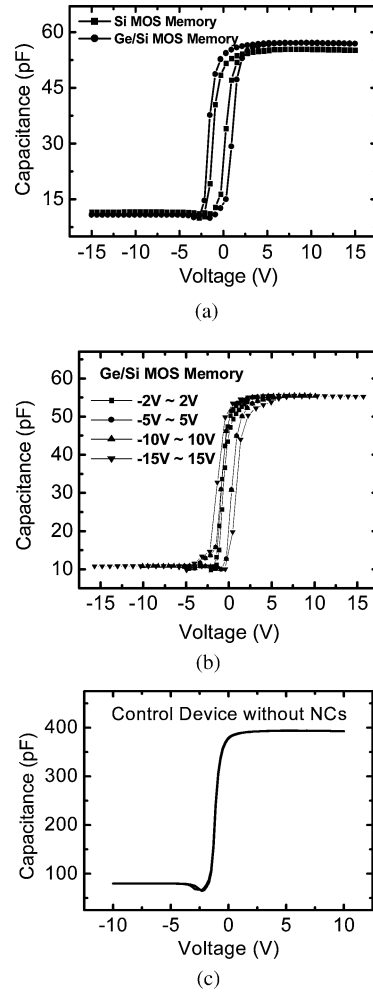 Si MOS Memory
Ge/Si MOS Memory
60
45
30
15
Capacitance (pF)
-15 -10 -5 0 5 10 15
Voltage (V)
(a)
Ge/Si MOS Memory
-2V ~ 2V
-5V ~ 5V
-10V ~ 10V
-15V ~ 15V
60
50
40
30
20
10
Capacitance (pF)
-15 -10 -5 0 5 10 15
Voltage (V)
(b)
Control Device without NCs
400
300
200
100
Capacitance (pF)
-10 -5 0 5 10
Voltage (V)
(c)